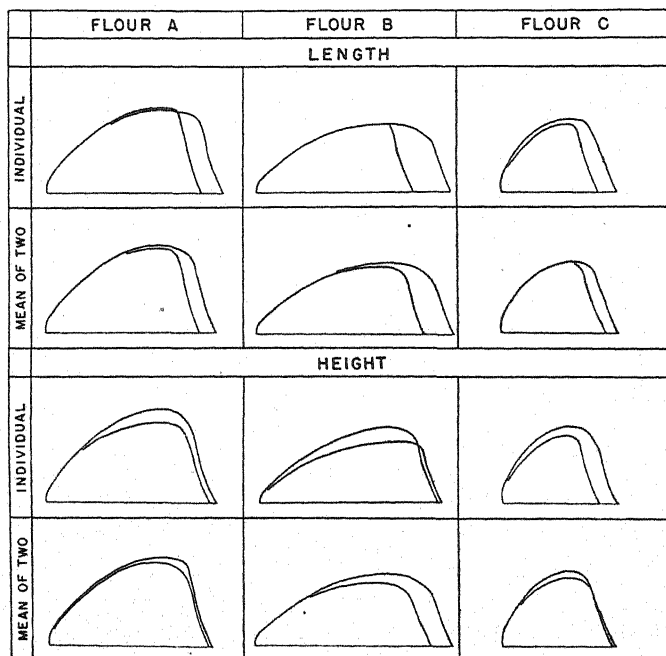 FLOUR A FLOUR B FLOUR C
LENGTH
INDIVIDUAL
MEAN OF TWO
HEIGHT
INDIVIDUAL
MEAN OF TWO